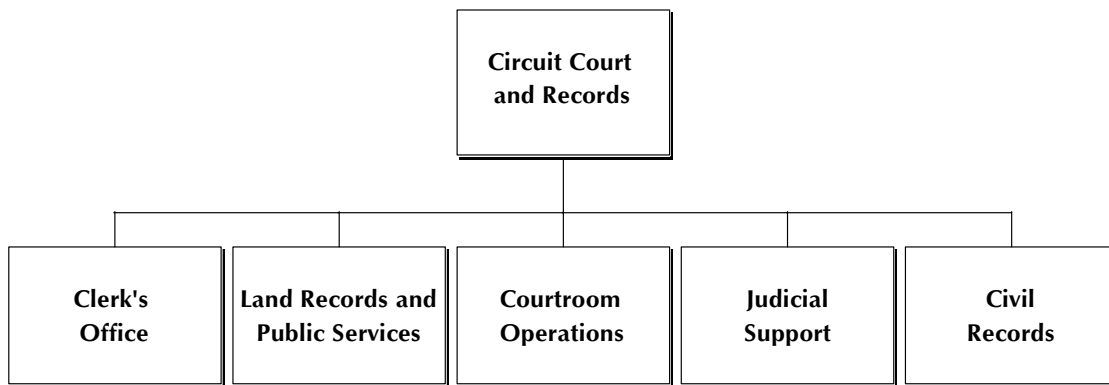 Circuit Court
and Records
Clerk's
Office
Land Records and
Public Services
Courtroom
Operations
Judicial
Support
Civil
Records